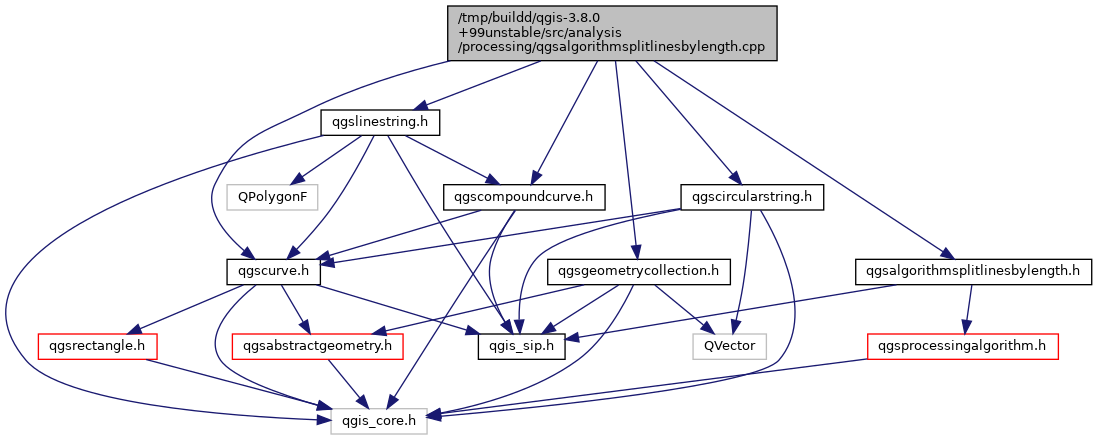 /tmp/buildd/qgis-3.8.0
+99unstable/src/analysis
/processing/qgsalgorithmsplitlinesbylength.cpp
qgslinestring.h
QPolygonF
qgscompoundcurve.h
qgscircularstring.h
qgscurve.h
qgsgeometrycollection.h
qgsalgorithmsplitlinesbylength.h
qgsrectangle.h
qgsabstractgeometry.h
qgis_sip.h
QVector
qgsprocessingalgorithm.h
qgis_core.h